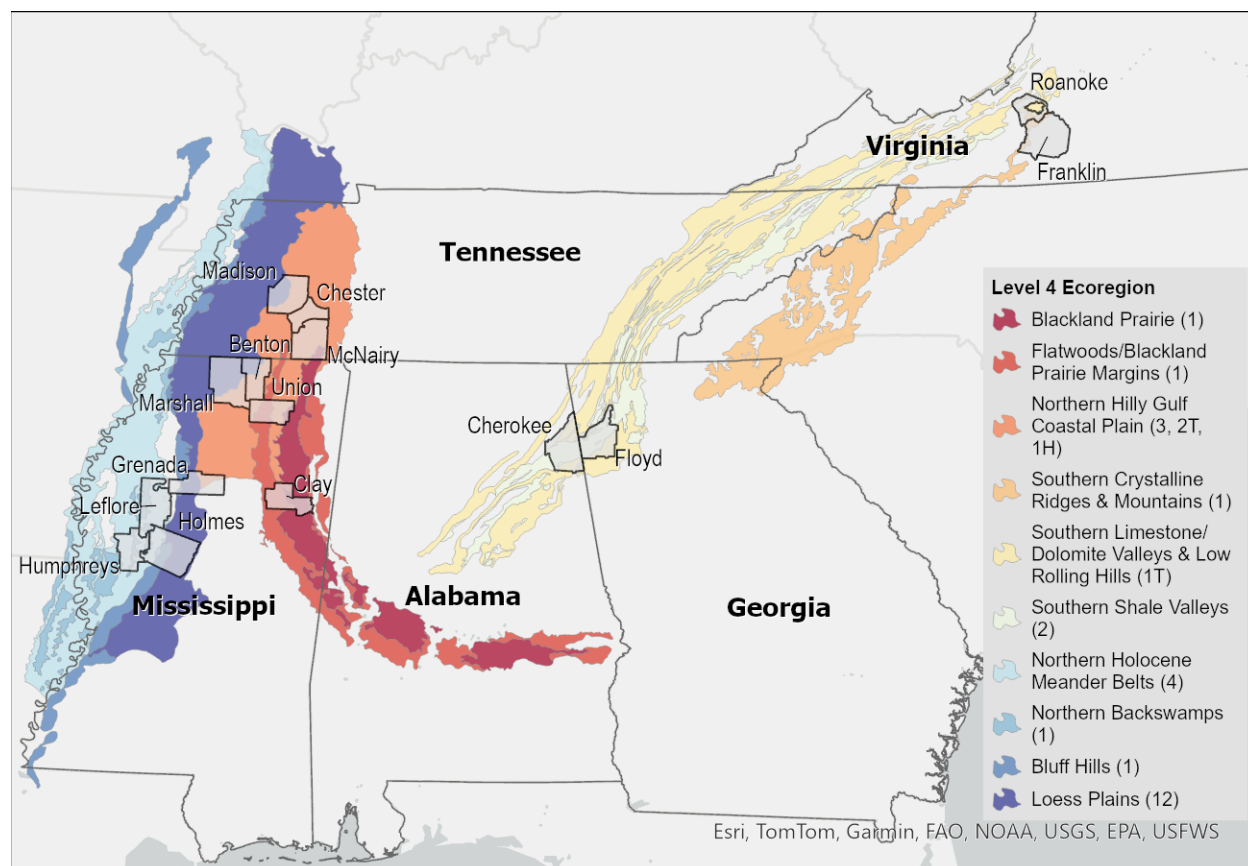 Roanoke
Virginia
Franklin
Tennessee
Madison
Chester
Benton
McNairy
Union
Marshall
Cherokee
Floyd
Grenada
Clay
Leflore
Holmes
Humphreys
Mississippi
Alabama
Georgia
Level 4 Ecoregion
Blackland Prairie (1)
Flatwoods/Blackland
Prairie Margins (1)
Northern Hilly Gulf
Coastal Plain (3, 2T,
1H)
Southern Crystalline
Ridges & Mountains (1)
Southern Limestone/
Dolomite Valleys & Low
Rolling Hills (1T)
Southern Shale Valleys
(2)
Northern Holocene
Meander Belts (4)
Northern Backswamps
(1)
Bluff Hills (1)
Loess Plains (12)
Esri, TomTom, Garmin, FAO, NOAA, USGS, EPA, USFWS